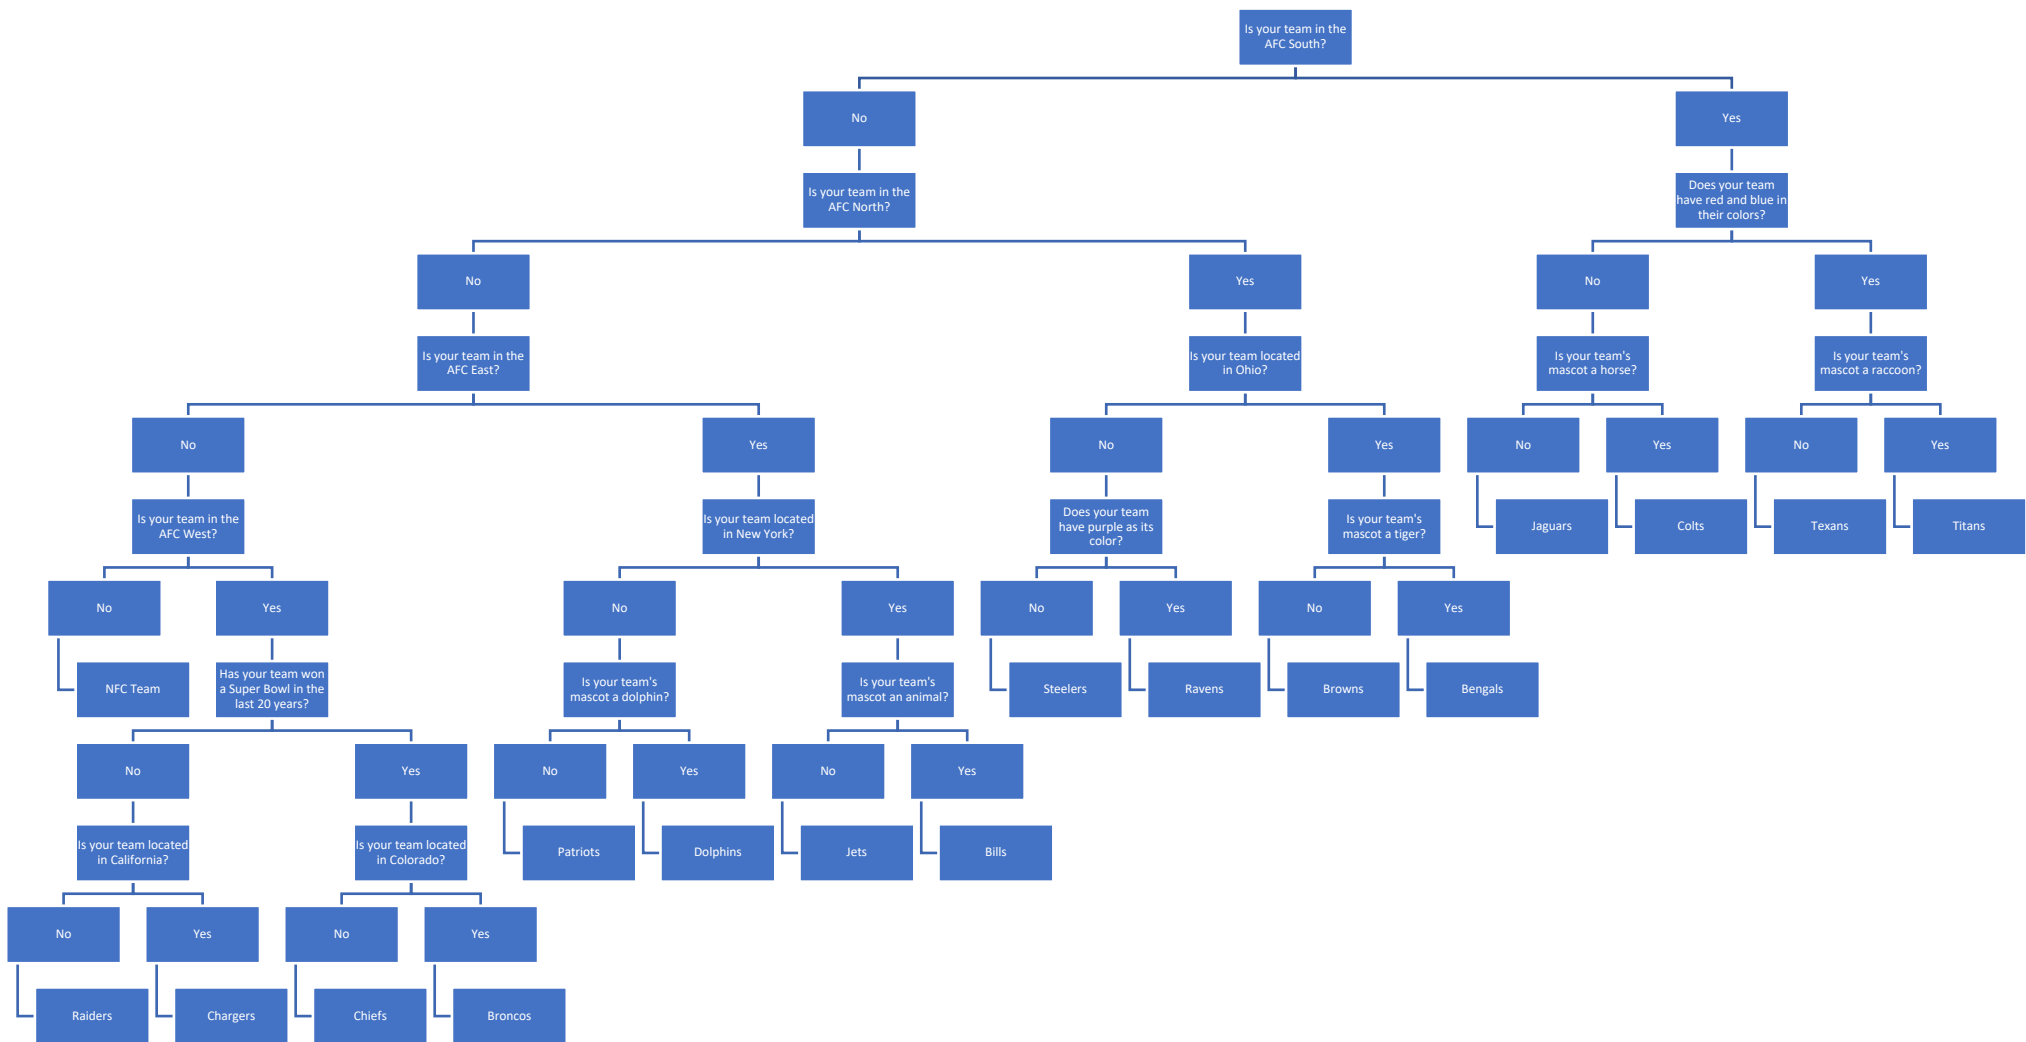 Is your team in the
AFC South?
No
Yes
Is your team in the
AFC North?
Does your team
have red and blue in
their colors?
No
Yes
No
Yes
Is your team in the
AFC East?
Is your team located
in Ohio?
Is your team's
mascot a horse?
Is your team's
mascot a raccoon?
No
Yes
No
Yes
No
Yes
No
Yes
Is your team in the
AFC West?
Is your team located
in New York?
Does your team
have purple as its
color?
Is your team's
mascot a tiger?
Jaguars
Colts
Texans
Titans
No
Yes
No
Yes
No
Yes
No
Yes
NFC Team
Has your team won
a Super Bowl in the
last 20 years?
Is your team's
mascot a dolphin?
Is your team's
mascot an animal?
Steelers
Ravens
Browns
Bengals
No
Yes
No
Yes
No
Yes
Is your team located
in California?
Is your team located
in Colorado?
Patriots
Dolphins
Jets
Bills
No
Yes
No
Yes
Raiders
Chargers
Chiefs
Broncos